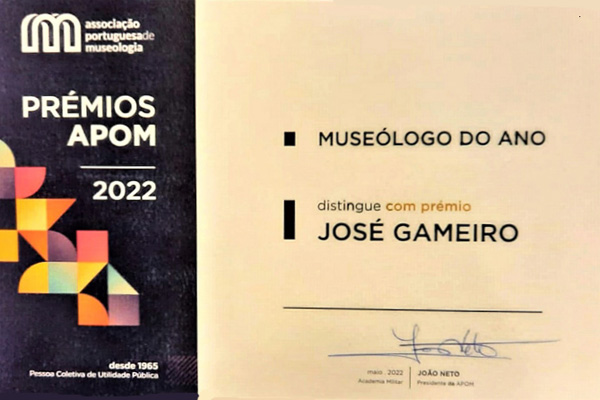 associação
portuguesa de
museologia
PRÉMIOS
APOM
2022
desde 1965
Pessoa Coletiva de Utilidade Pública
MUSEÓLOGO DO ANO
distingue com prémio
JOSÉ GAMEIRO
maio . 2022
Academia Militar
JOÃO NETO
Presidente da APOM